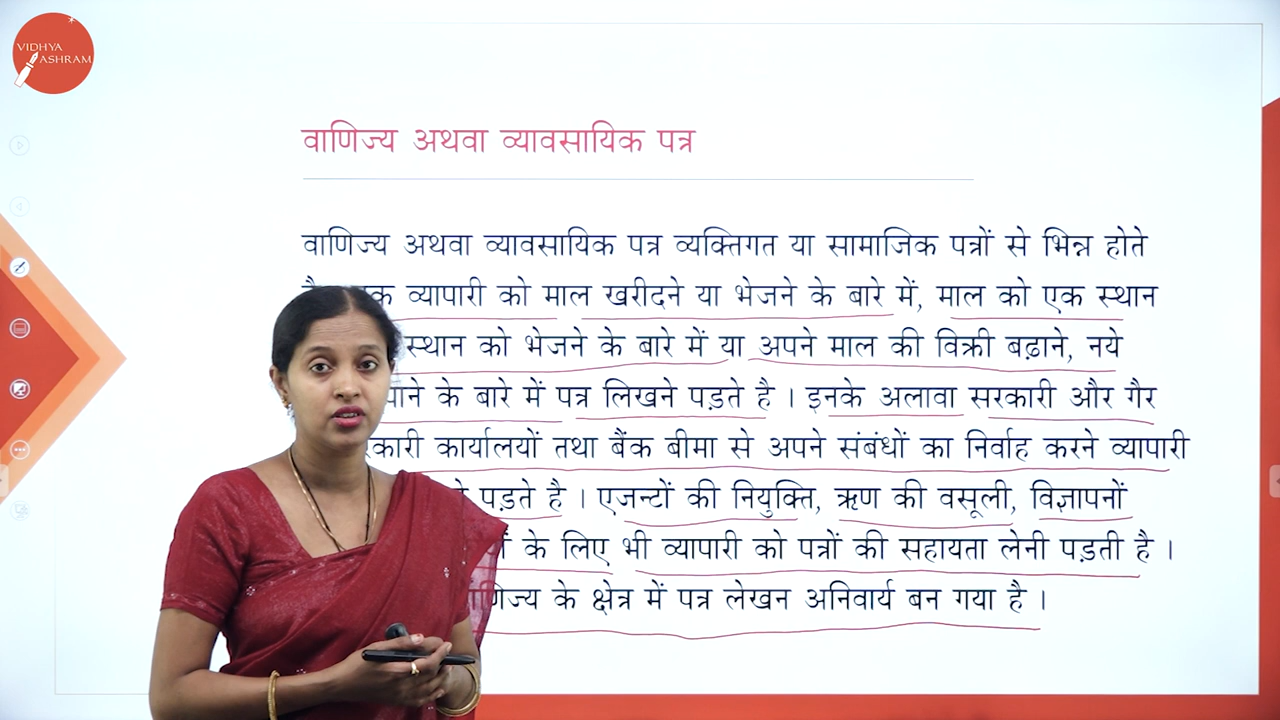 VIDHYA
ASHRAM
वाणिज्य अथवा व्यावसायिक पत्र
वाणिज्य अथवा व्यावसायिक पत्र व्यक्तिगत या सामाजिक पत्रों से भिन्न होते
व्यापारी को माल खरीदने या भेजने के बारे में, माल को एक स्थान
स्थान को भेजने के बारे में या अपने माल की विक्री बढ़ाने, नये
के बारे में पत्र लिखने पड़ते है । इनके अलावा सरकारी और गैर
कार्यालयों तथा बैंक बीमा से अपने संबंधों का निर्वाह करने व्यापारी
पड़ते है । एजन्टों की नियुक्ति, ऋण की वसूली, विज्ञापनों
के लिए भी व्यापारी को पत्रों की सहायता लेनी पड़ती है ।
के क्षेत्र में पत्र लेखन अनिवार्य बन गया है ।